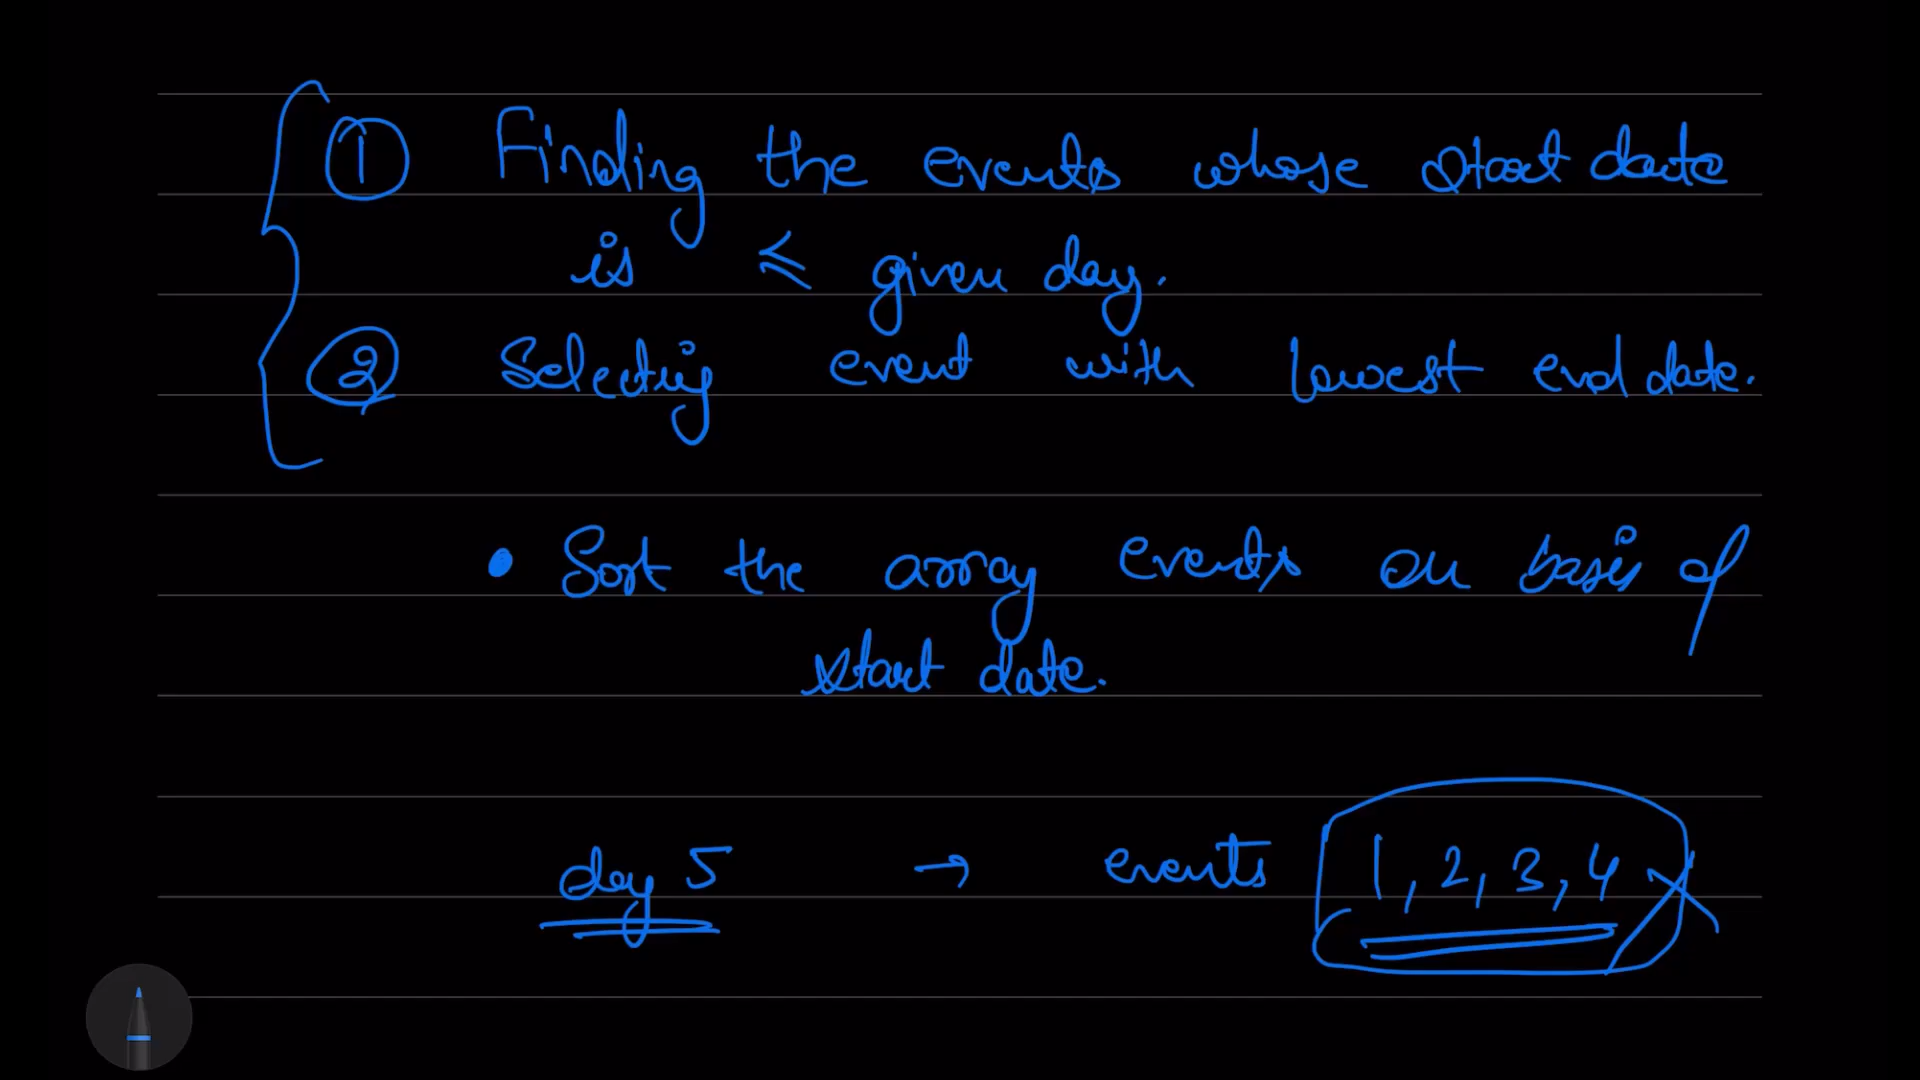 ① Finding the events whose start date
is ≤ given day.
② Selecting event with lowest end date.
• Sort the array events on basis of
start date.
day 5 → events 1, 2, 3, 4